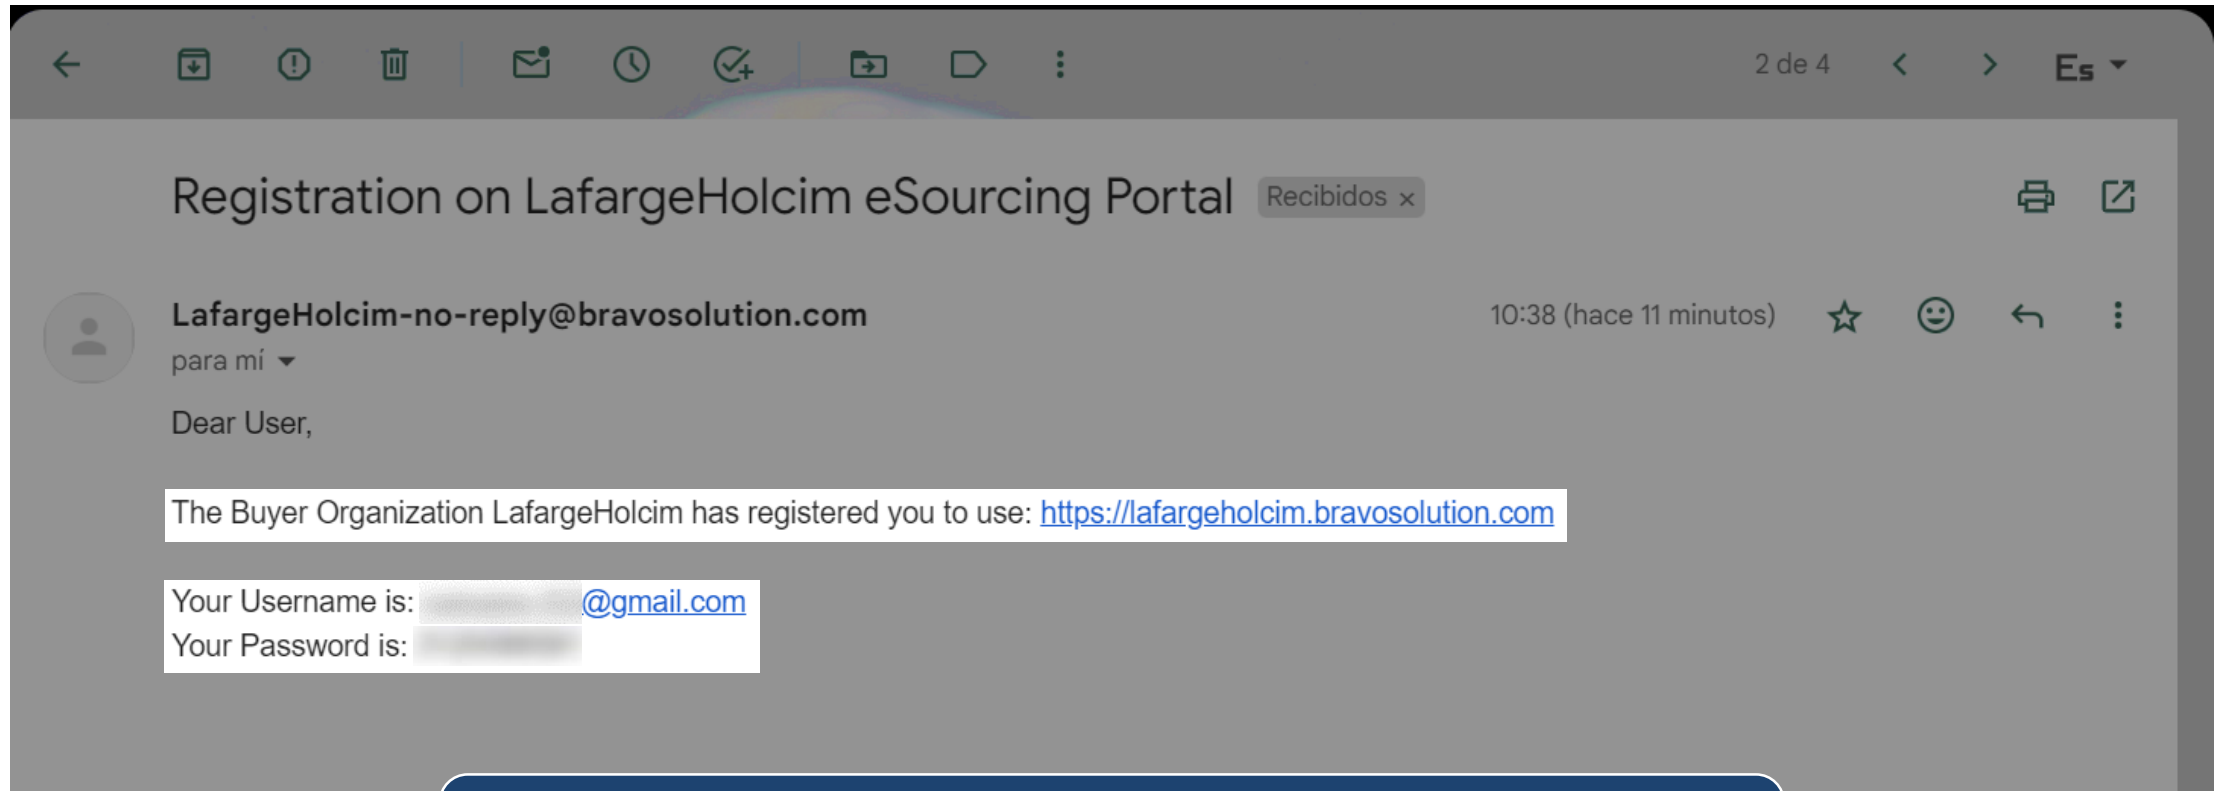 2 de 4
Es
Registration on LafargeHolcim eSourcing Portal Recibidos x
LafargeHolcim-no-reply@bravosolution.com 10:38 (hace 11 minutos)
para mí
Dear User,
The Buyer Organization LafargeHolcim has registered you to use: https://lafargeholcim.bravosolution.com
Your Username is: @gmail.com
Your Password is: